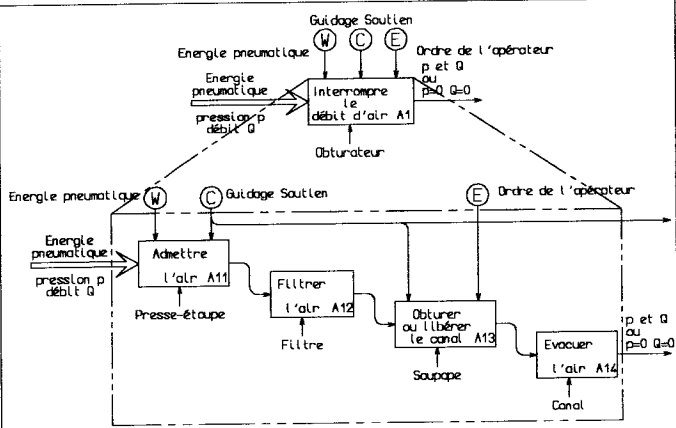 Guidage Soutien
Energie pneumatique
W
C
E
Ordre de l'opérateur
p et Q
ou
p=0 Q=0
Energie
pneumatique
pression p
débit Q
Interrompre
le
débit d'air A1
Obturateur
Energie pneumatique
W
C
Guidage Soutien
E
Ordre de l'opérateur
Energie
pneumatique
pression p
débit Q
Admettre
l'air A11
Presse-étoupe
Filtrer
l'air A12
Filtre
Obturer
ou libérer
le canal A13
Soupape
Evacuer
l'air A14
Canal
p et Q
ou
p=0 Q=0